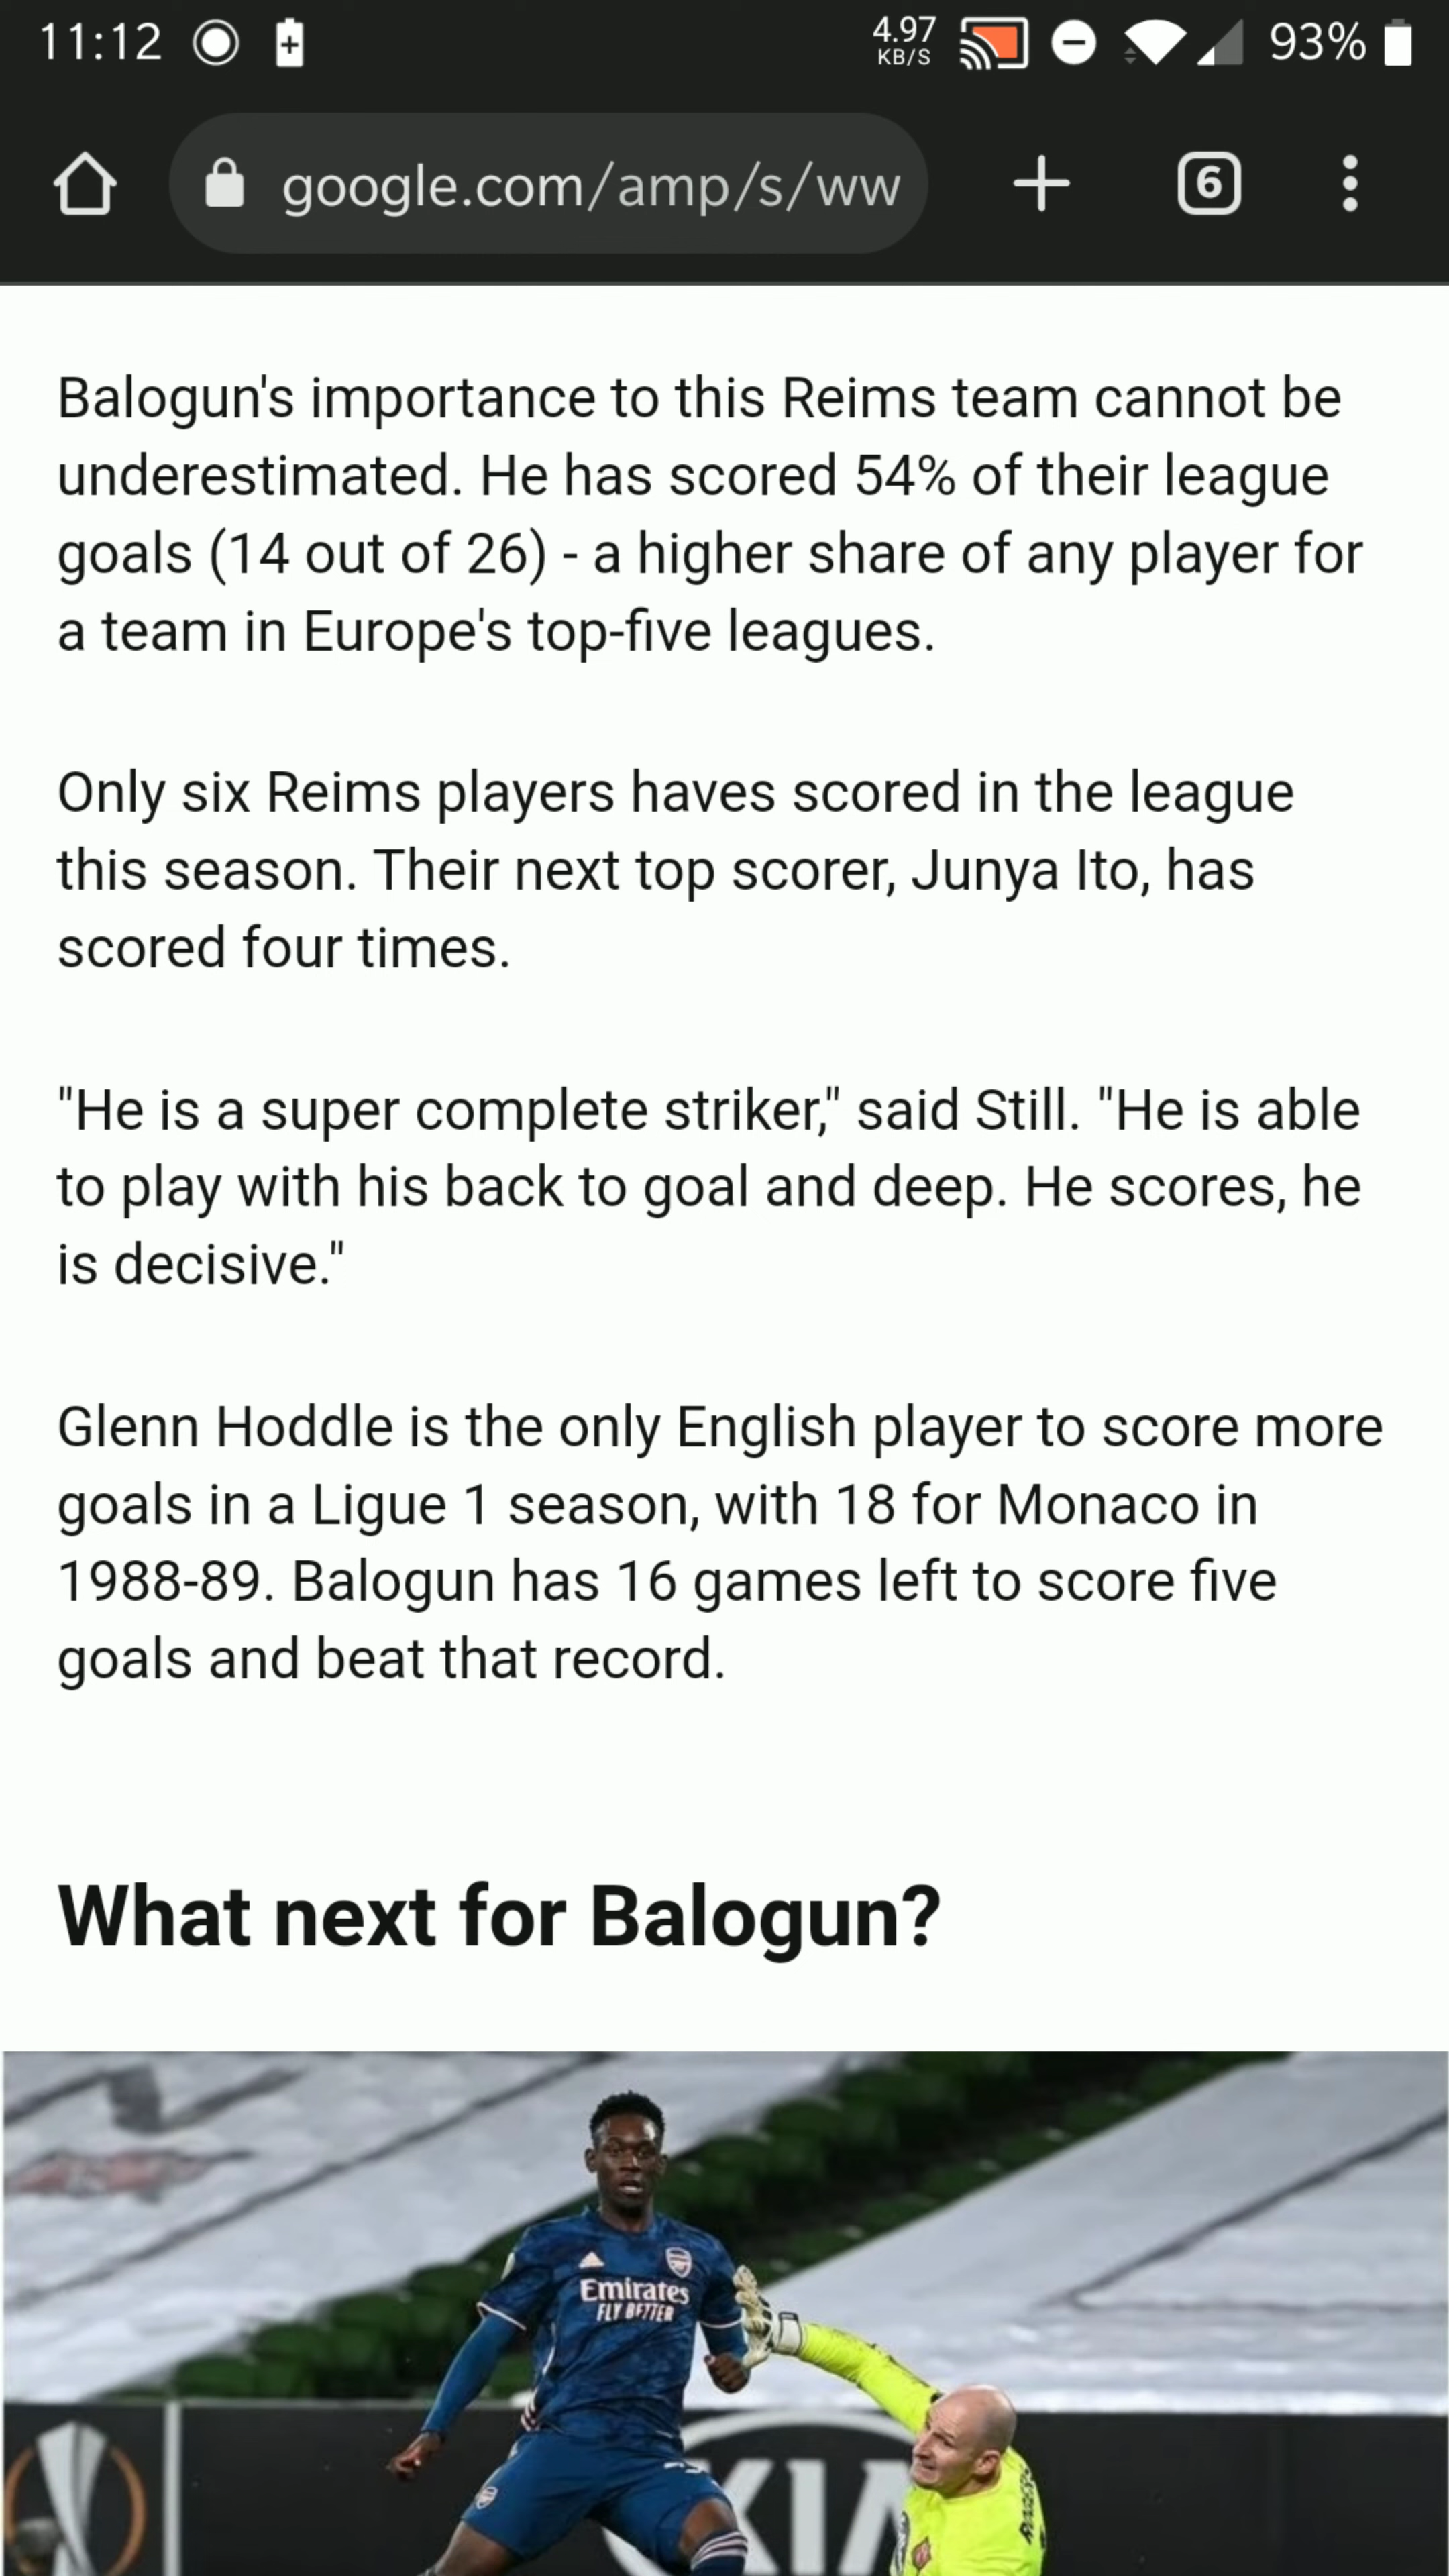 11:12
4.97
KB/S
93%
google.com/amp/s/ww
6
Balogun's importance to this Reims team cannot be
underestimated. He has scored 54% of their league
goals (14 out of 26) - a higher share of any player for
a team in Europe's top-five leagues.
Only six Reims players haves scored in the league
this season. Their next top scorer, Junya Ito, has
scored four times.
"He is a super complete striker," said Still. "He is able
to play with his back to goal and deep. He scores, he
is decisive."
Glenn Hoddle is the only English player to score more
goals in a Ligue 1 season, with 18 for Monaco in
1988-89. Balogun has 16 games left to score five
goals and beat that record.
What next for Balogun?
Emirates
FLY BETTER
KIA